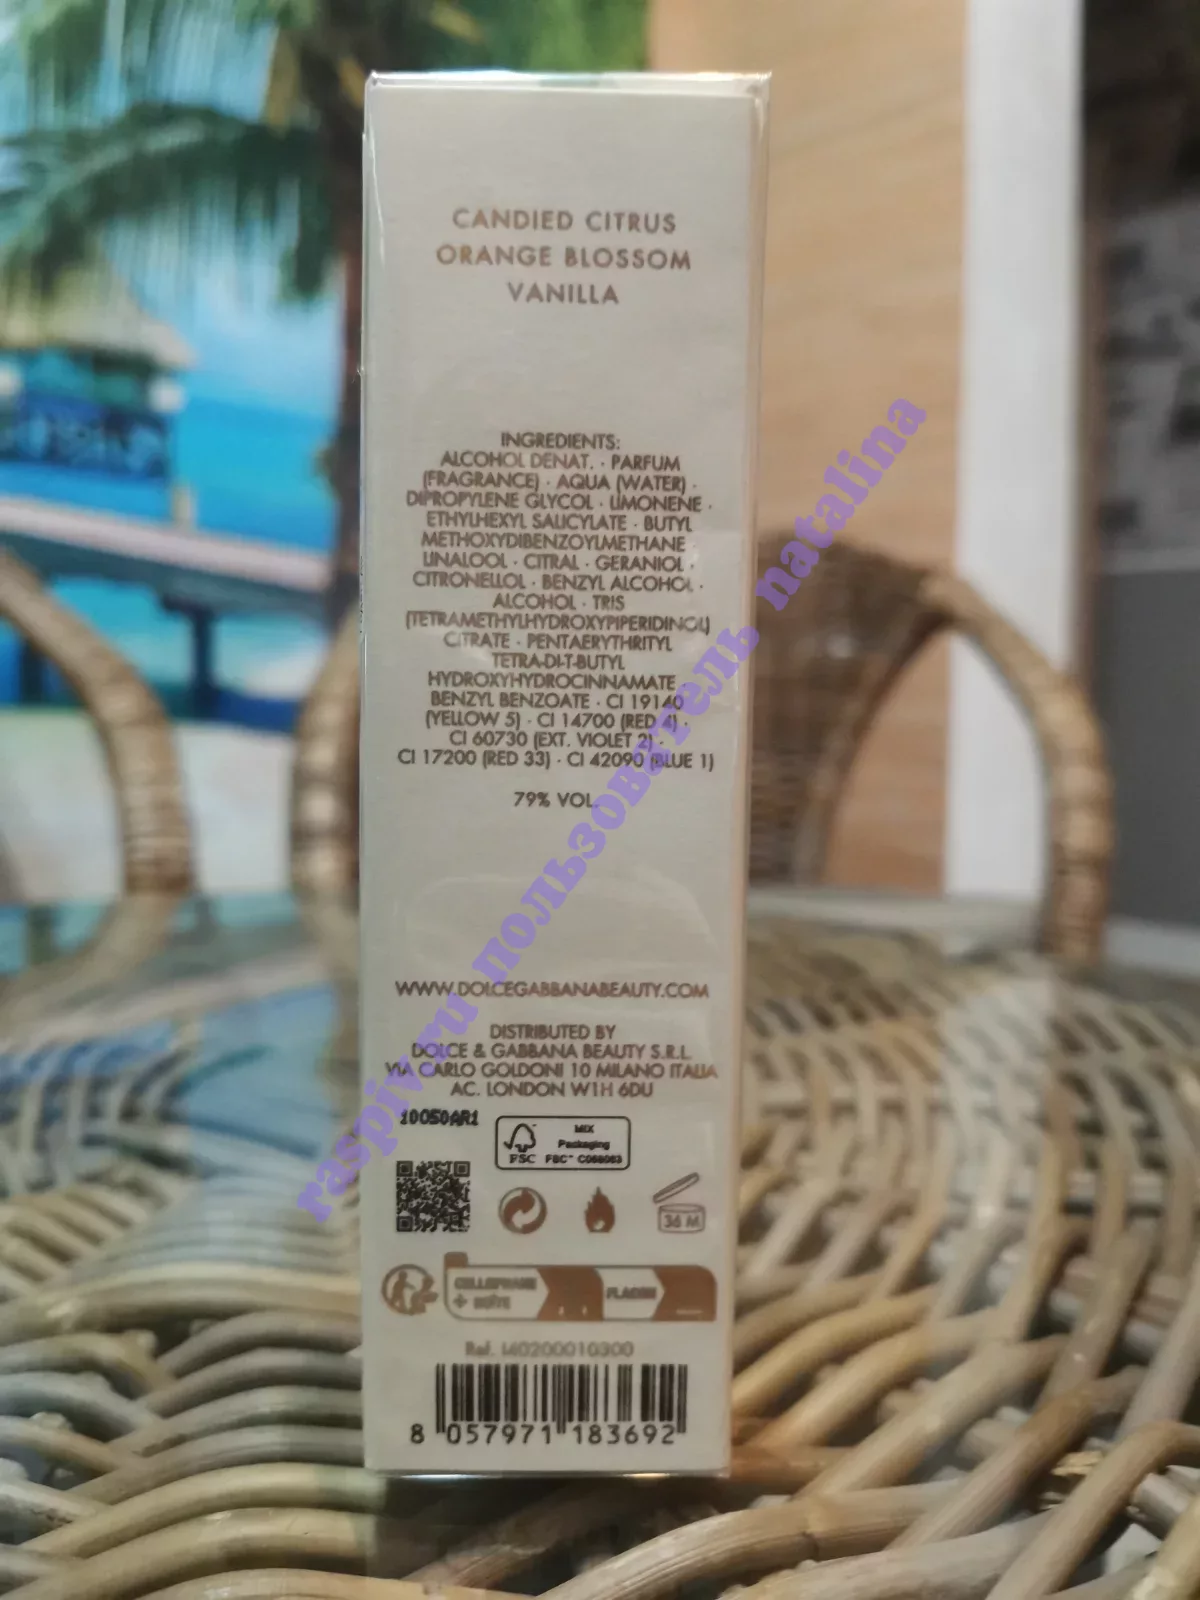 CANDIED CITRUS
ORANGE BLOSSOM
VANILLA
INGREDIENTS:
ALCOHOL DENAT. · PARFUM
(FRAGRANCE) · AQUA (WATER) ·
DIPROPYLENE GLYCOL · LIMONENE ·
ETHYLHEXYL SALICYLATE · BUTYL
METHOXYDIBENZOYLMETHANE
LINALOOL · CITRAL · GERANIOL ·
CITRONELLOL · BENZYL ALCOHOL ·
ALCOHOL · TRIS
(TETRAMETHYLHYDROXYPIPERIDINOL)
CITRATE · PENTAERYTHRITYL
TETRA-DI-T-BUTYL
HYDROXYHYDROCINNAMATE
BENZYL BENZOATE · CI 19140
(YELLOW 5) · CI 14700 (RED 4) ·
CI 60730 (EXT. VIOLET 2) ·
CI 17200 (RED 33) · CI 42090 (BLUE 1)
79% VOL.
WWW.DOLCEGABBANABEAUTY.COM
DISTRIBUTED BY
DOLCE & GABBANA BEAUTY S.R.L.
VIA CARLO GOLDONI 10 MILANO ITALIA
AC. LONDON W1H 6DU
10050AR1
FSC
MIX
Packaging
FSC™ C068063
36 M
CELLOPHANE
+ BOÎTE
FLACON
Ref. I40200010300
8 057971 183692
raspiv.ru пользователь natalina